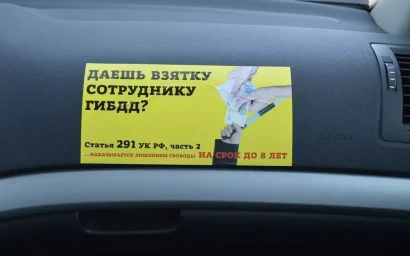 ДАЕШЬ ВЗЯТКУ
СОТРУДНИКУ
ГИБДД?
Статья 291 УК РФ, часть 2
...НАКАЗЫВАЕТСЯ ЛИШЕНИЕМ СВОБОДЫ НА СРОК ДО 8 ЛЕТ